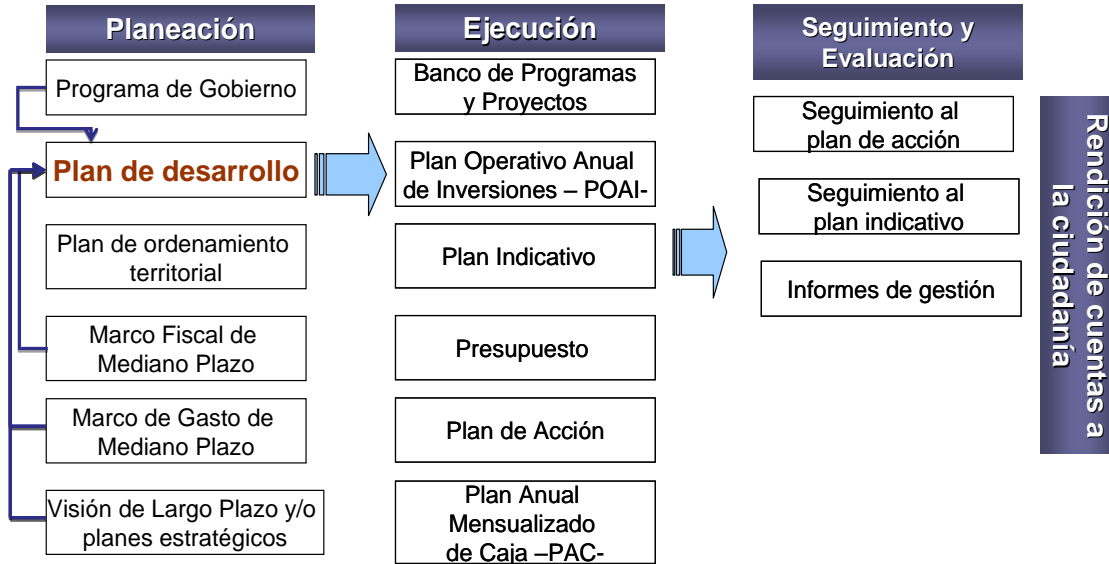 Planeación
Programa de Gobierno
Plan de desarrollo
Plan de ordenamiento
territorial
Marco Fiscal de
Mediano Plazo
Marco de Gasto de
Mediano Plazo
Visión de Largo Plazo y/o
planes estratégicos
Ejecución
Banco de Programas
y Proyectos
Plan Operativo Anual
de Inversiones – POAI-
Plan Indicativo
Presupuesto
Plan de Acción
Plan Anual
Mensualizado
de Caja –PAC-
Seguimiento y
Evaluación
Seguimiento al
plan de acción
Seguimiento al
plan indicativo
Informes de gestión
Rendición de cuentas a
la ciudadanía